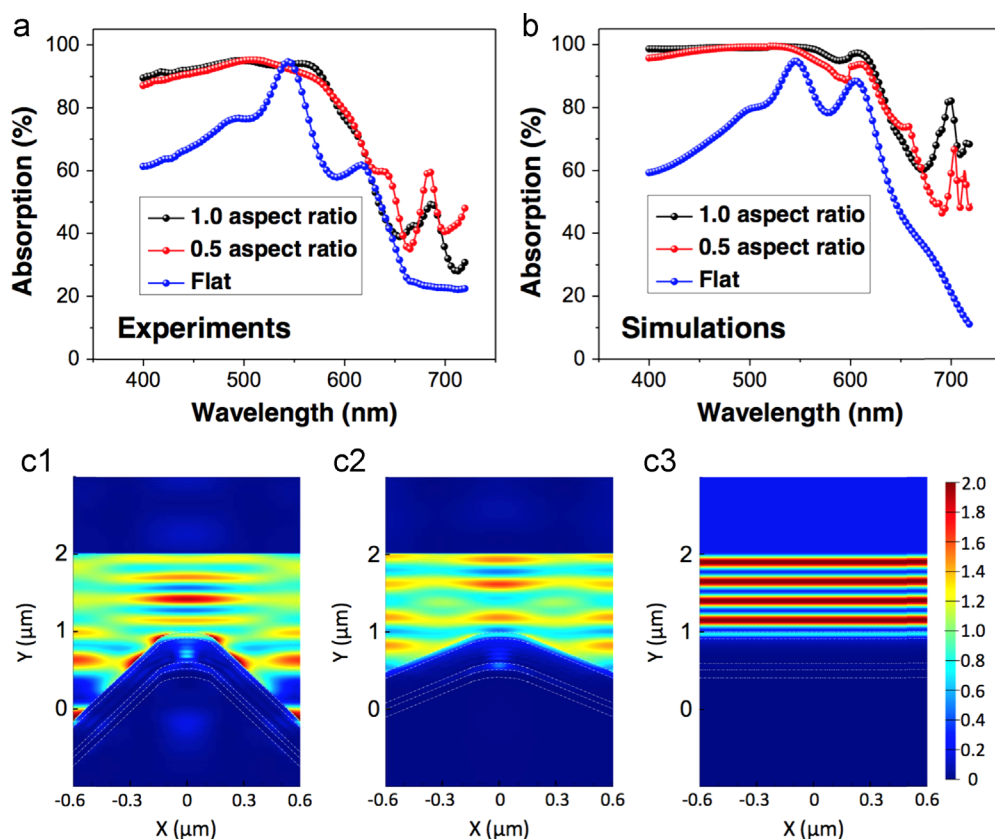 a
100
80
60
40
20
0
Absorption (%)
1.0 aspect ratio
0.5 aspect ratio
Flat
Experiments
400 500 600 700
Wavelength (nm)
b
100
80
60
40
20
0
Absorption (%)
1.0 aspect ratio
0.5 aspect ratio
Flat
Simulations
400 500 600 700
Wavelength (nm)
c1
2
1
0
Y (μm)
-0.6 -0.3 0 0.3 0.6
X (μm)
c2
2
1
0
Y (μm)
-0.6 -0.3 0 0.3 0.6
X (μm)
c3
2
1
0
Y (μm)
-0.6 -0.3 0 0.3 0.6
X (μm)
2.0
1.8
1.6
1.4
1.2
1.0
0.8
0.6
0.4
0.2
0